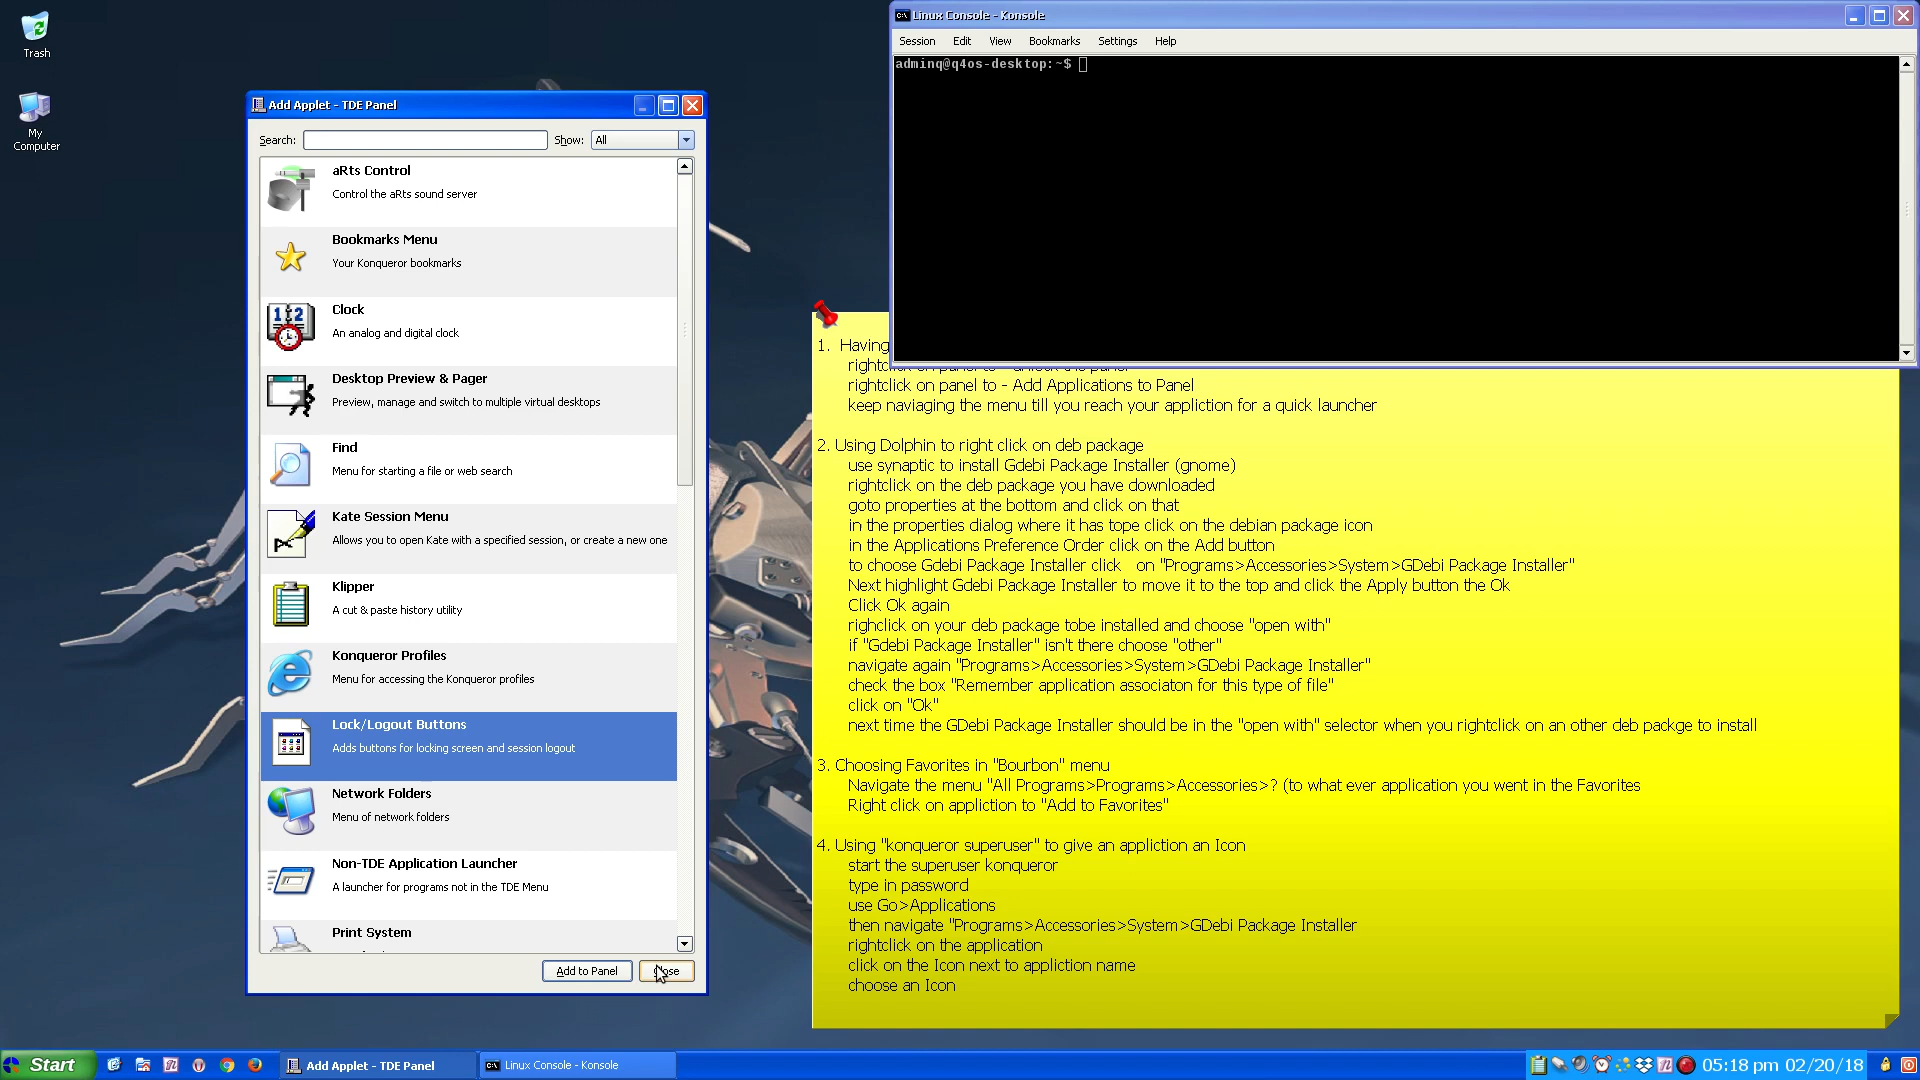 Trash
My
Computer
Add Applet - TDE Panel
Search:
Show:
All
aRts Control
Control the aRts sound server
Bookmarks Menu
Your Konqueror bookmarks
Clock
An analog and digital clock
Desktop Preview & Pager
Preview, manage and switch to multiple virtual desktops
Find
Menu for starting a file or web search
Kate Session Menu
Allows you to open Kate with a specified session, or create a new one
Klipper
A cut & paste history utility
Konqueror Profiles
Menu for accessing the Konqueror profiles
Lock/Logout Buttons
Adds buttons for locking screen and session logout
Network Folders
Menu of network folders
Non-TDE Application Launcher
A launcher for programs not in the TDE Menu
Print System
Add to Panel
Close
Linux Console - Konsole
Session Edit View Bookmarks Settings Help
adminq@q4os-desktop:~$
1. Having
rightclick on panel to - unlock the panel
rightclick on panel to - Add Applications to Panel
keep naviaging the menu till you reach your appliction for a quick launcher
2. Using Dolphin to right click on deb package
use synaptic to install Gdebi Package Installer (gnome)
rightclick on the deb package you have downloaded
goto properties at the bottom and click on that
in the properties dialog where it has tope click on the debian package icon
in the Applications Preference Order click on the Add button
to choose Gdebi Package Installer click on "Programs>Accessories>System>GDebi Package Installer"
Next highlight Gdebi Package Installer to move it to the top and click the Apply button the Ok
Click Ok again
righclick on your deb package tobe installed and choose "open with"
if "Gdebi Package Installer" isn't there choose "other"
navigate again "Programs>Accessories>System>GDebi Package Installer"
check the box "Remember application associaton for this type of file"
click on "Ok"
next time the GDebi Package Installer should be in the "open with" selector when you rightclick on an other deb packge to install
3. Choosing Favorites in "Bourbon" menu
Navigate the menu "All Programs>Programs>Accessories>? (to what ever application you went in the Favorites
Right click on appliction to "Add to Favorites"
4. Using "konqueror superuser" to give an appliction an Icon
start the superuser konqueror
type in password
use Go>Applications
then navigate "Programs>Accessories>System>GDebi Package Installer
rightclick on the application
click on the Icon next to appliction name
choose an Icon
Start
Add Applet - TDE Panel
Linux Console - Konsole
05:18 pm 02/20/18